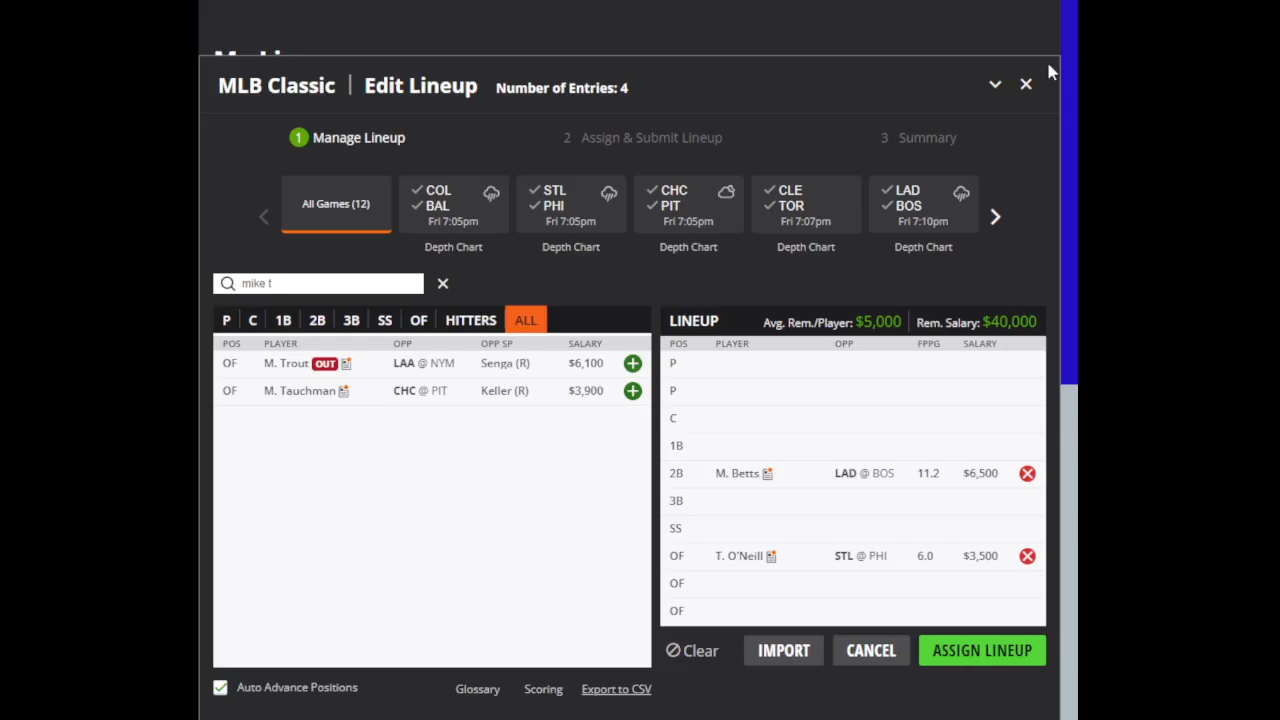 MLB Classic | Edit Lineup Number of Entries: 4
1 Manage Lineup 2 Assign & Submit Lineup 3 Summary
All Games (12)
COL
BAL
Fri 7:05pm
Depth Chart
STL
PHI
Fri 7:05pm
Depth Chart
CHC
PIT
Fri 7:05pm
Depth Chart
CLE
TOR
Fri 7:07pm
Depth Chart
LAD
BOS
Fri 7:10pm
Depth Chart
mike t
P C 1B 2B 3B SS OF HITTERS ALL
POS PLAYER OPP OPP SP SALARY
OF M. Trout OUT LAA @ NYM Senga (R) $6,100
OF M. Tauchman CHC @ PIT Keller (R) $3,900
LINEUP Avg. Rem./Player: $5,000 Rem. Salary: $40,000
POS PLAYER OPP FPPG SALARY
P
P
C
1B
2B M. Betts LAD @ BOS 11.2 $6,500
3B
SS
OF T. O'Neill STL @ PHI 6.0 $3,500
OF
OF
Clear IMPORT CANCEL ASSIGN LINEUP
Auto Advance Positions Glossary Scoring Export to CSV